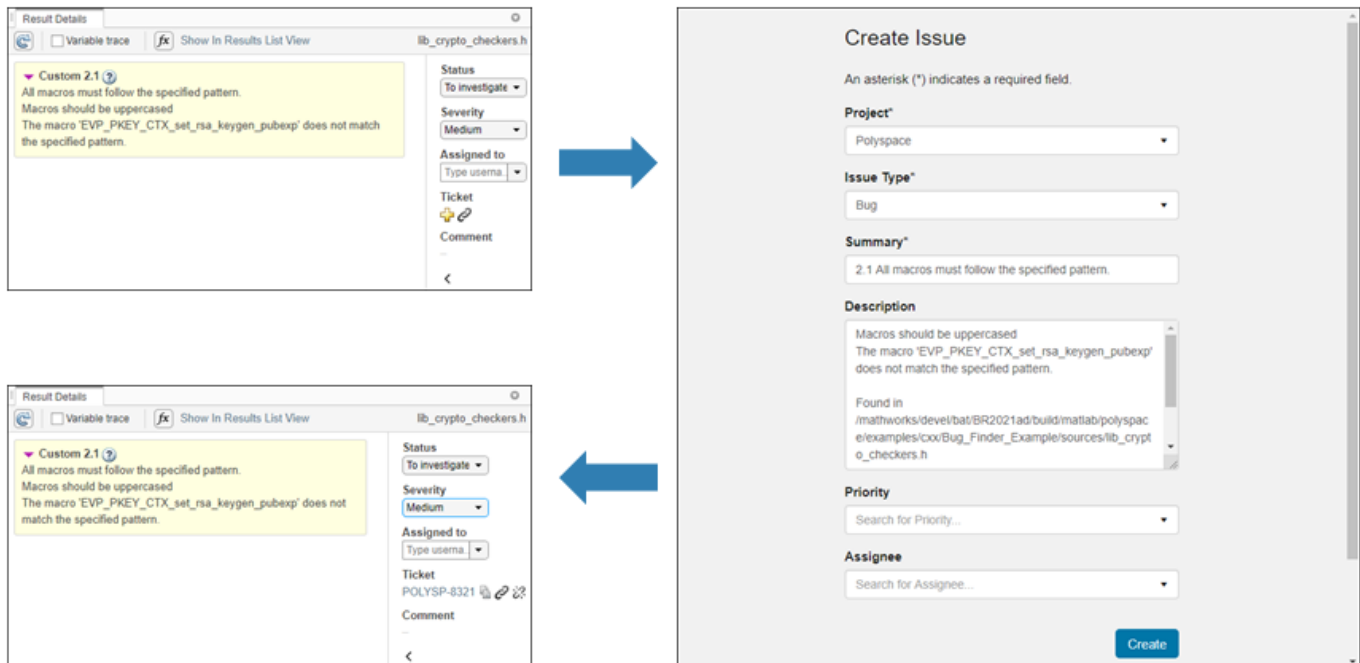 Result Details
Variable trace fx Show In Results List View lib_crypto_checkers.h
Custom 2.1 ?
All macros must follow the specified pattern.
Macros should be uppercased
The macro 'EVP_PKEY_CTX_set_rsa_keygen_pubexp' does not match
the specified pattern.
Status
To investigate
Severity
Medium
Assigned to
Type userna.
Ticket
Comment
Create Issue
An asterisk (*) indicates a required field.
Project*
Polyspace
Issue Type*
Bug
Summary*
2.1 All macros must follow the specified pattern.
Description
Macros should be uppercased
The macro 'EVP_PKEY_CTX_set_rsa_keygen_pubexp'
does not match the specified pattern.
Found in
/mathworks/devel/bat/BR2021ad/build/matlab/polyspac
e/examples/cxx/Bug_Finder_Example/sources/lib_crypt
o_checkers.h
Priority
Search for Priority...
Assignee
Search for Assignee...
Create
Result Details
Variable trace fx Show In Results List View lib_crypto_checkers.h
Custom 2.1 ?
All macros must follow the specified pattern.
Macros should be uppercased
The macro 'EVP_PKEY_CTX_set_rsa_keygen_pubexp' does not
match the specified pattern.
Status
To investigate
Severity
Medium
Assigned to
Type userna.
Ticket
POLYSP-8321
Comment